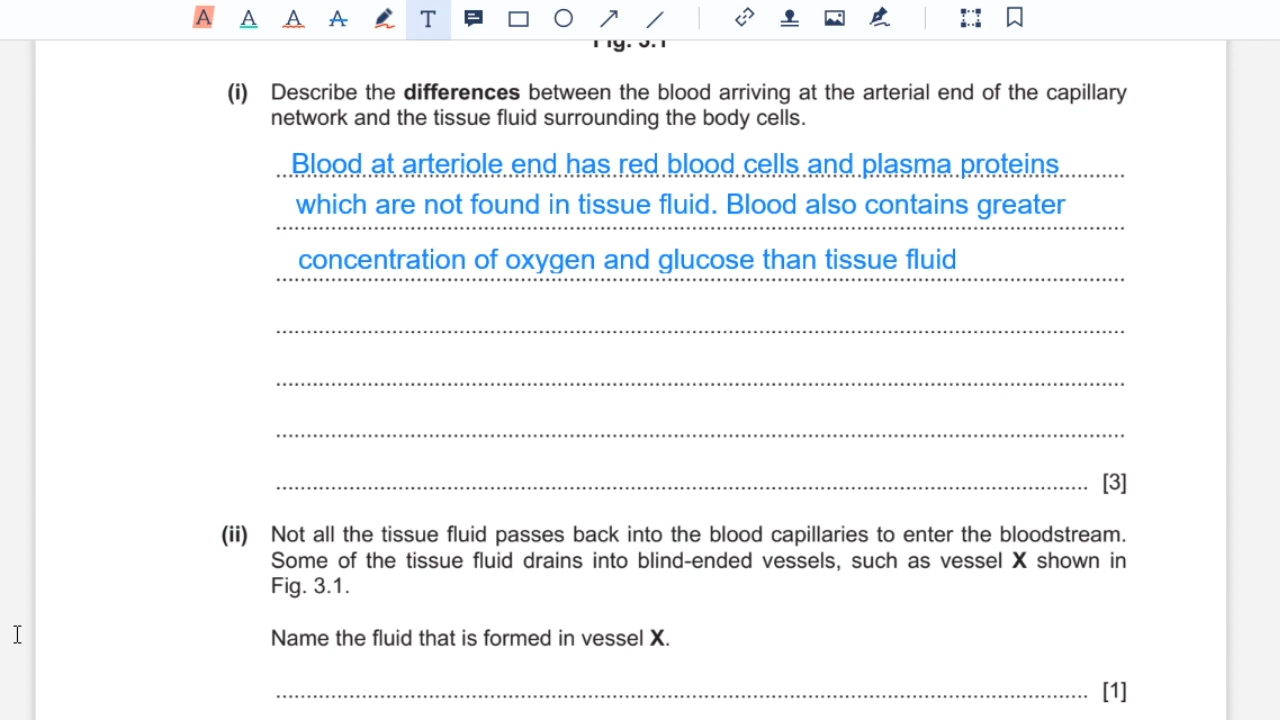 Fig. 3.1
(i) Describe the differences between the blood arriving at the arterial end of the capillary
network and the tissue fluid surrounding the body cells.
Blood at arteriole end has red blood cells and plasma proteins
which are not found in tissue fluid. Blood also contains greater
concentration of oxygen and glucose than tissue fluid
[3]
(ii) Not all the tissue fluid passes back into the blood capillaries to enter the bloodstream.
Some of the tissue fluid drains into blind-ended vessels, such as vessel X shown in
Fig. 3.1.
Name the fluid that is formed in vessel X.
[1]